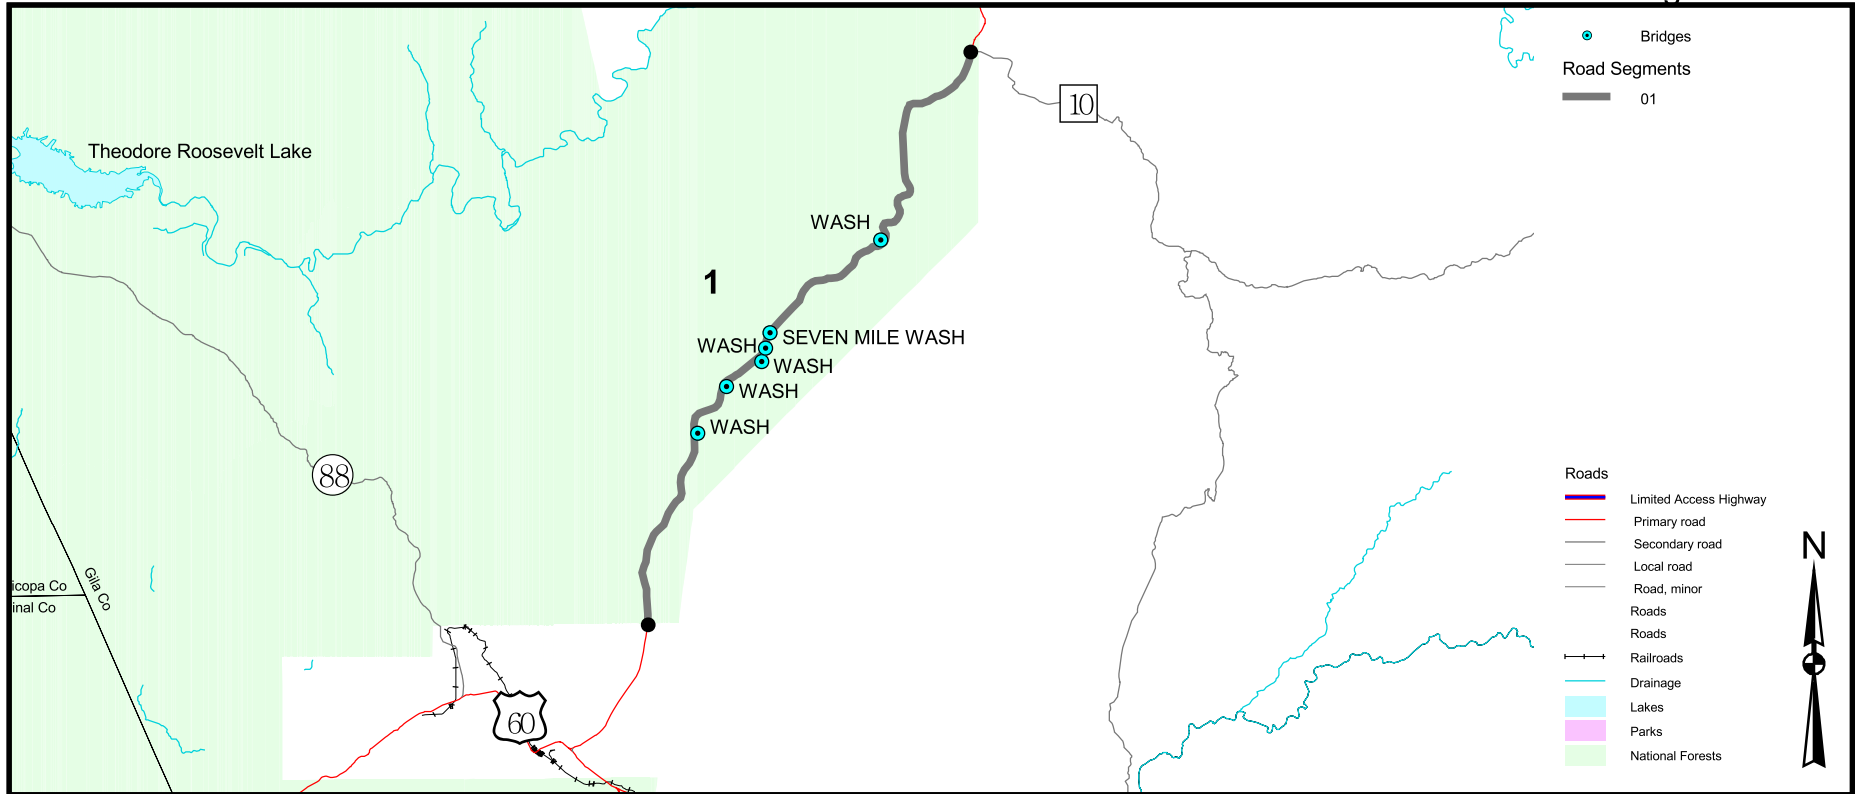 Bridges
Road Segments
01
10
Theodore Roosevelt Lake
WASH
1
SEVEN MILE WASH
WASH
WASH
WASH
WASH
88
Gila Co
icopa Co
inal Co
60
Roads
Limited Access Highway
Primary road
Secondary road
Local road
Road, minor
Roads
Roads
Railroads
Drainage
Lakes
Parks
National Forests
N